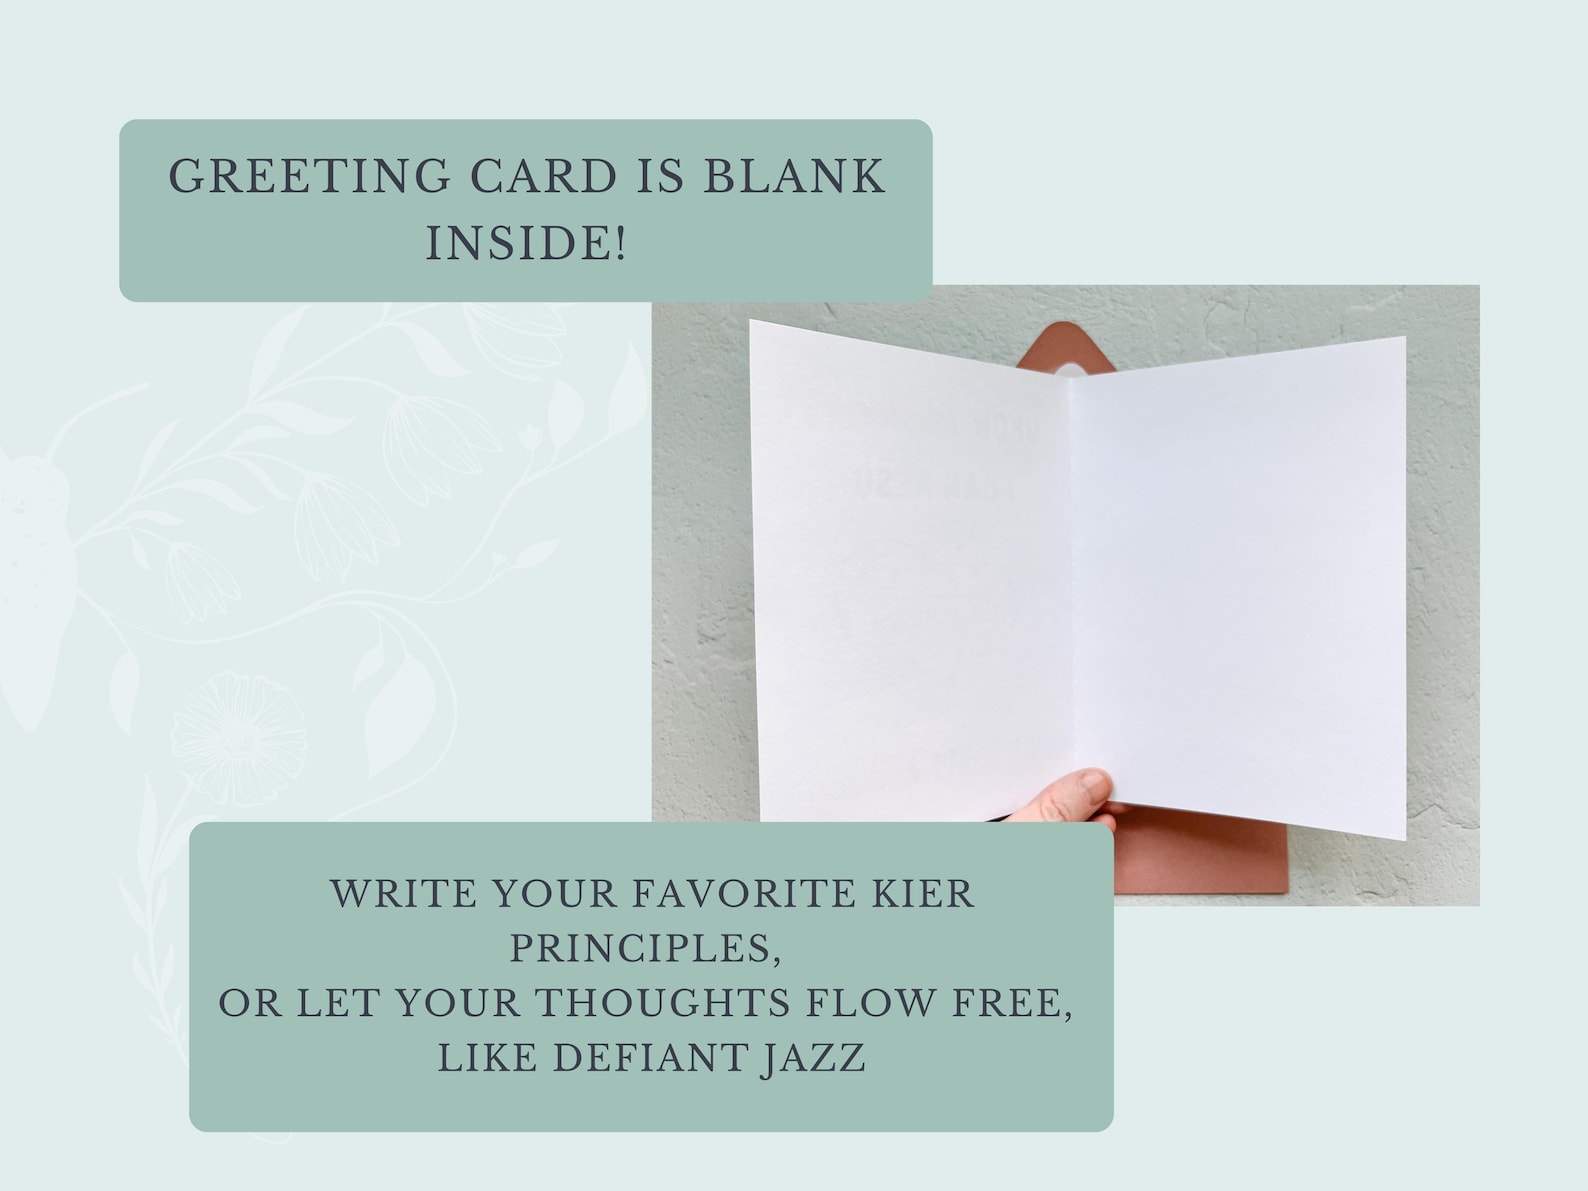 GREETING CARD IS BLANK
INSIDE!
WRITE YOUR FAVORITE KIER
PRINCIPLES,
OR LET YOUR THOUGHTS FLOW FREE,
LIKE DEFIANT JAZZ